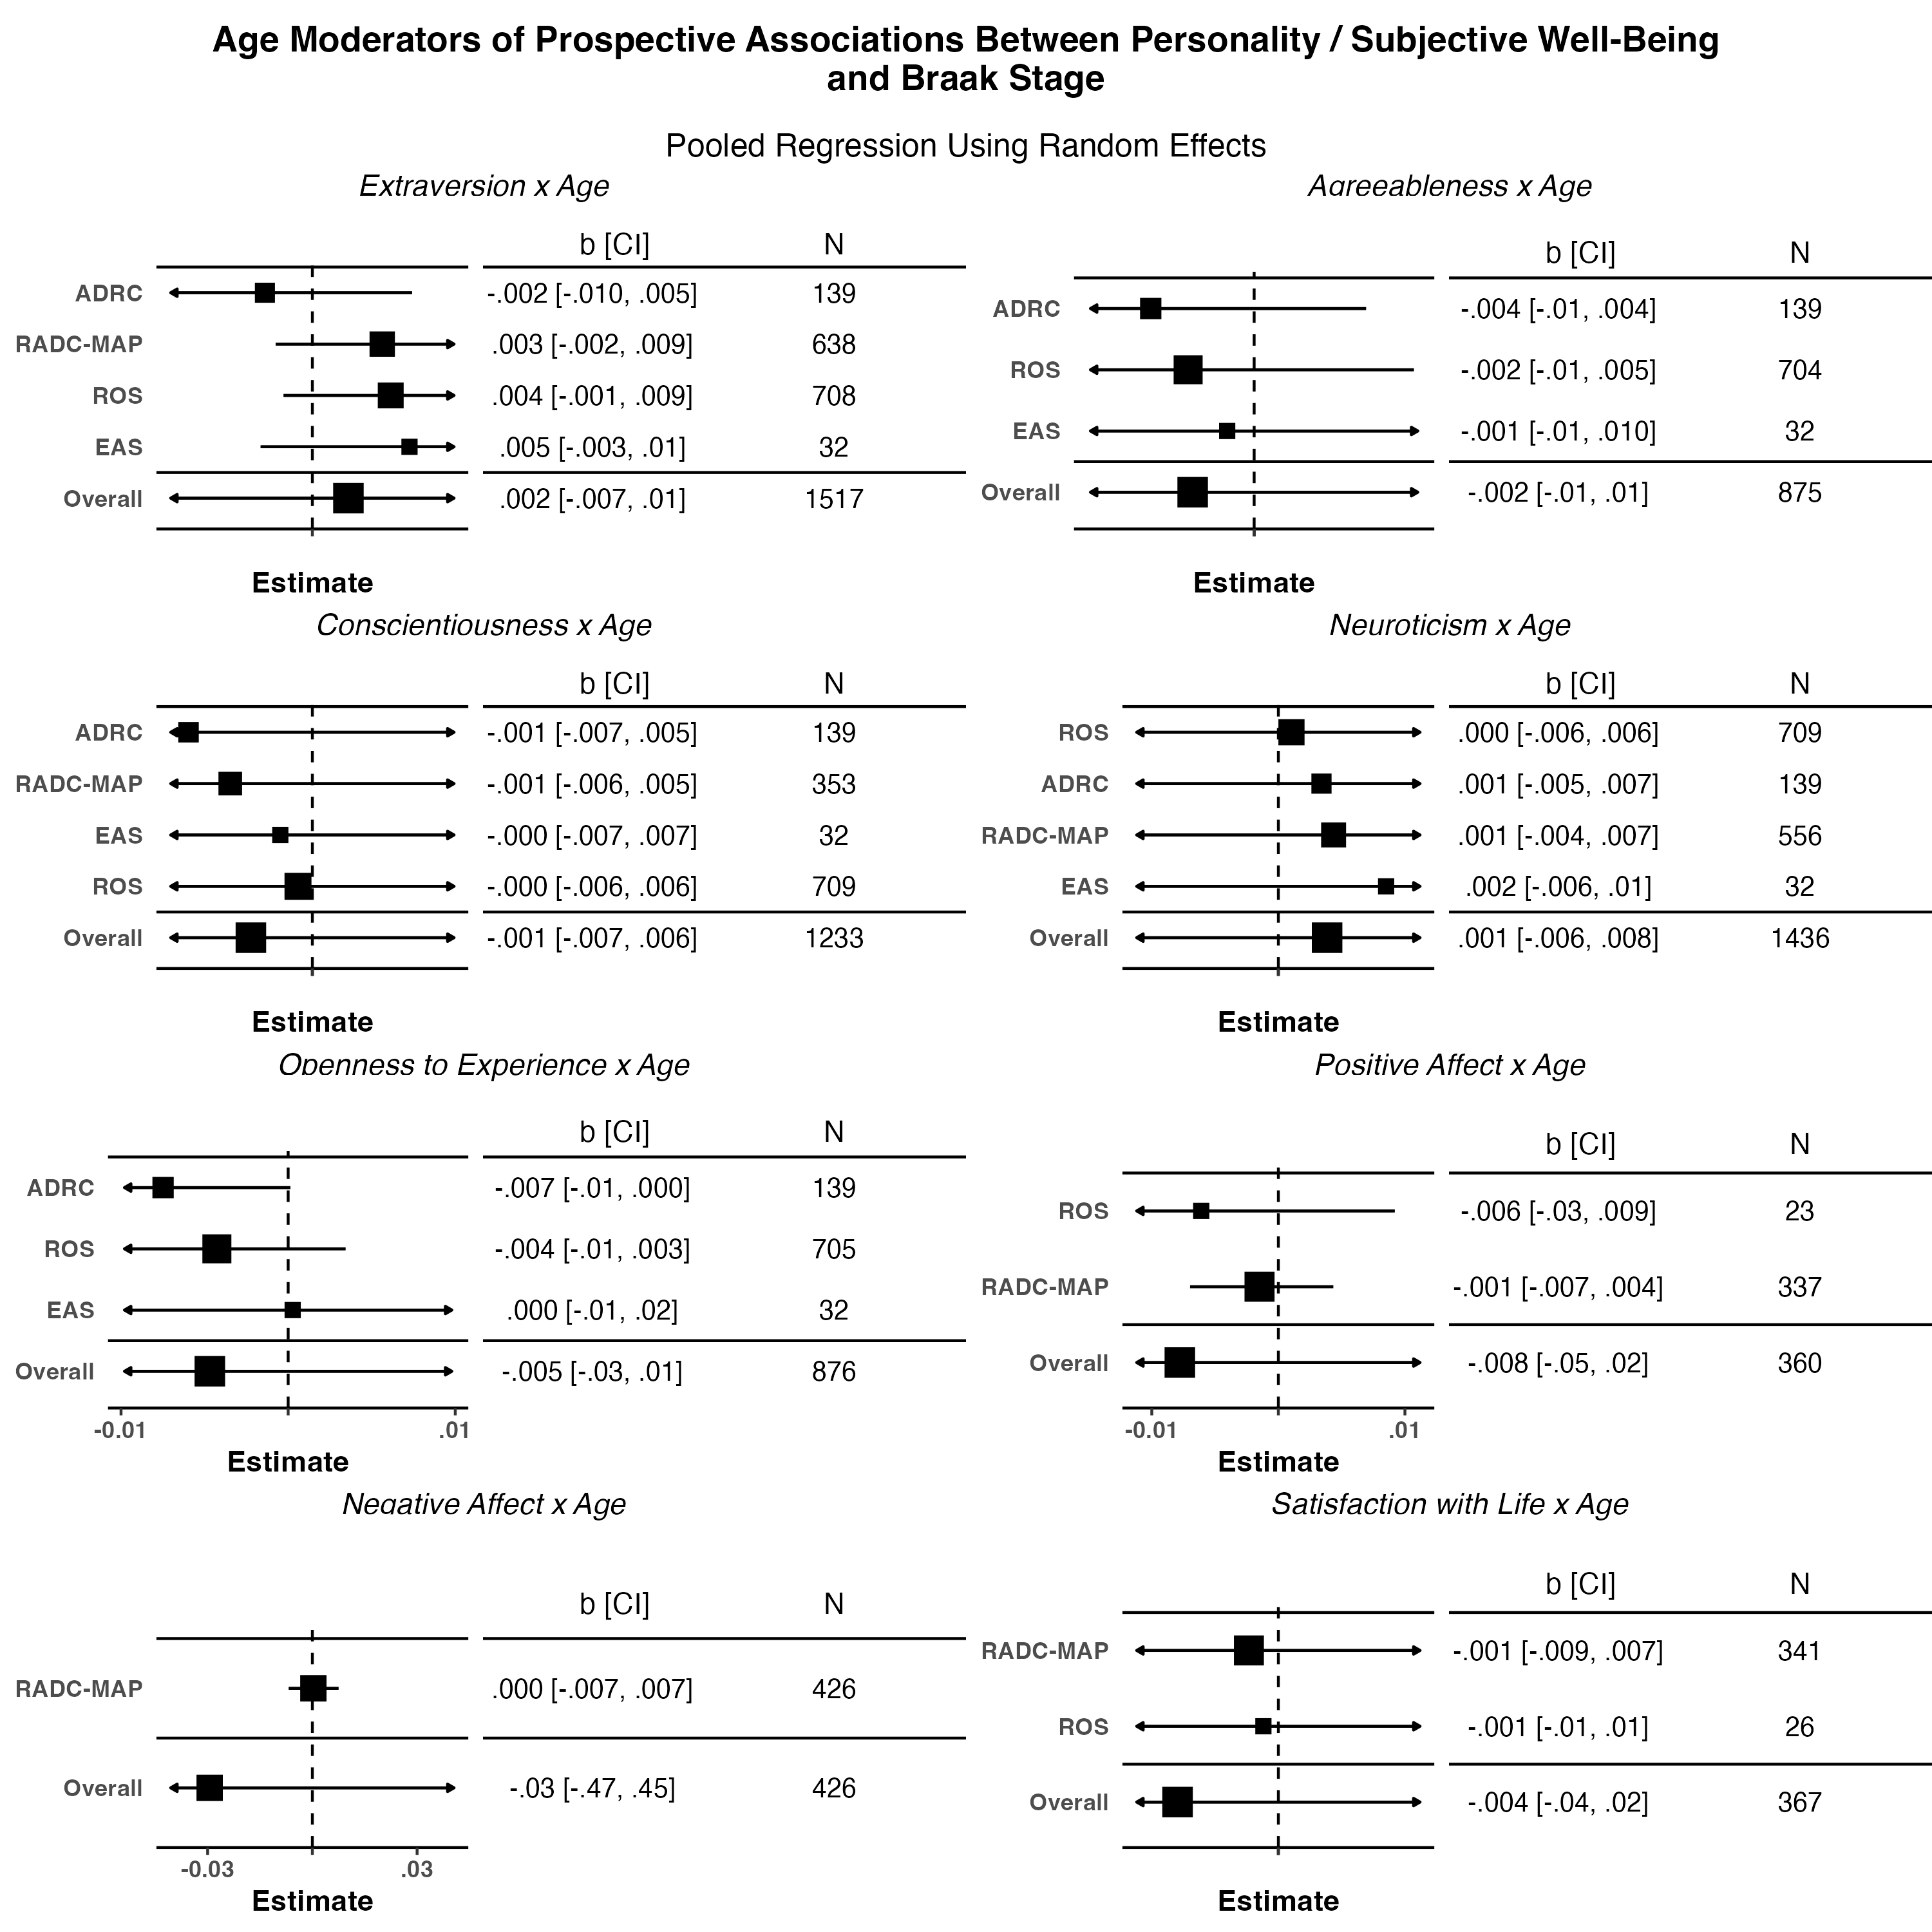 Age Moderators of Prospective Associations Between Personality / Subjective Well-Being
and Braak Stage
Pooled Regression Using Random Effects
Extraversion x Age
b [CI] N
ADRC -.002 [-.010, .005] 139
RADC-MAP .003 [-.002, .009] 638
ROS .004 [-.001, .009] 708
EAS .005 [-.003, .01] 32
Overall .002 [-.007, .01] 1517
Estimate
Agreeableness x Age
b [CI] N
ADRC -.004 [-.01, .004] 139
ROS -.002 [-.01, .005] 704
EAS -.001 [-.01, .010] 32
Overall -.002 [-.01, .01] 875
Estimate
Conscientiousness x Age
b [CI] N
ADRC -.001 [-.007, .005] 139
RADC-MAP -.001 [-.006, .005] 353
EAS -.000 [-.007, .007] 32
ROS -.000 [-.006, .006] 709
Overall -.001 [-.007, .006] 1233
Estimate
Neuroticism x Age
b [CI] N
ROS .000 [-.006, .006] 709
ADRC .001 [-.005, .007] 139
RADC-MAP .001 [-.004, .007] 556
EAS .002 [-.006, .01] 32
Overall .001 [-.006, .008] 1436
Estimate
Openness to Experience x Age
b [CI] N
ADRC -.007 [-.01, .000] 139
ROS -.004 [-.01, .003] 705
EAS .000 [-.01, .02] 32
Overall -.005 [-.03, .01] 876
-0.01 .01
Estimate
Positive Affect x Age
b [CI] N
ROS -.006 [-.03, .009] 23
RADC-MAP -.001 [-.007, .004] 337
Overall -.008 [-.05, .02] 360
-0.01 .01
Estimate
Negative Affect x Age
b [CI] N
RADC-MAP .000 [-.007, .007] 426
Overall -.03 [-.47, .45] 426
-0.03 .03
Estimate
Satisfaction with Life x Age
b [CI] N
RADC-MAP -.001 [-.009, .007] 341
ROS -.001 [-.01, .01] 26
Overall -.004 [-.04, .02] 367
Estimate